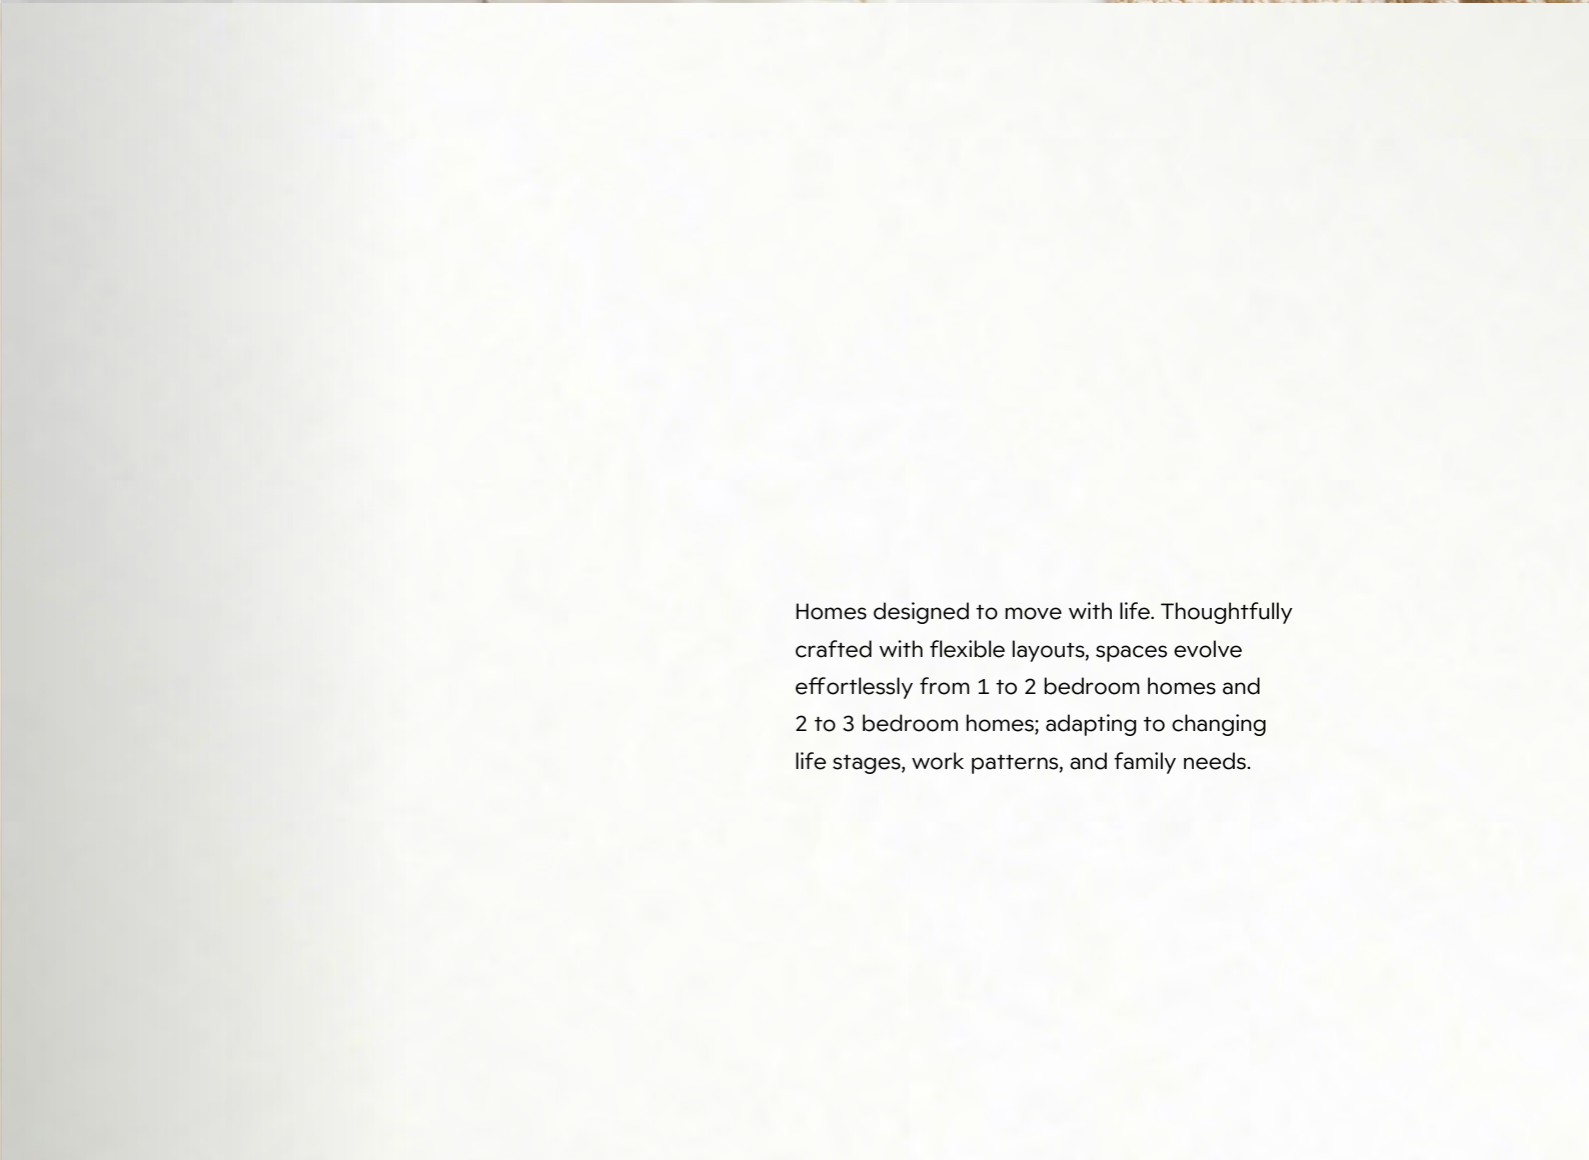 Homes designed to move with life. Thoughtfully
crafted with flexible layouts, spaces evolve
effortlessly from 1 to 2 bedroom homes and
2 to 3 bedroom homes; adapting to changing
life stages, work patterns, and family needs.